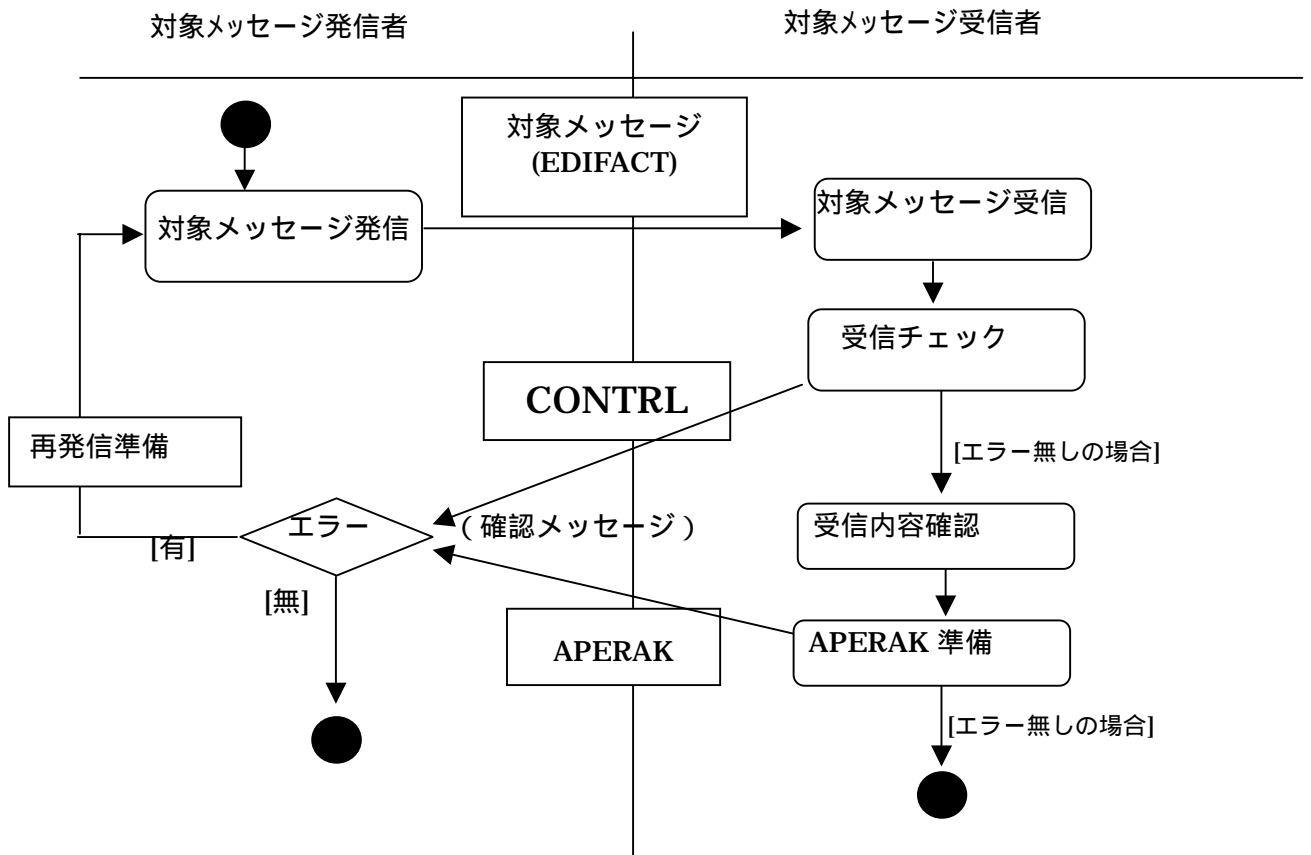 対象メッセージ発信者
対象メッセージ受信者
対象メッセージ
(EDIFACT)
対象メッセージ発信
対象メッセージ受信
受信チェック
CONTRL
[エラー無しの場合]
再発信準備
エラー
(確認メッセージ)
受信内容確認
[有]
[無]
APERAK
APERAK 準備
[エラー無しの場合]